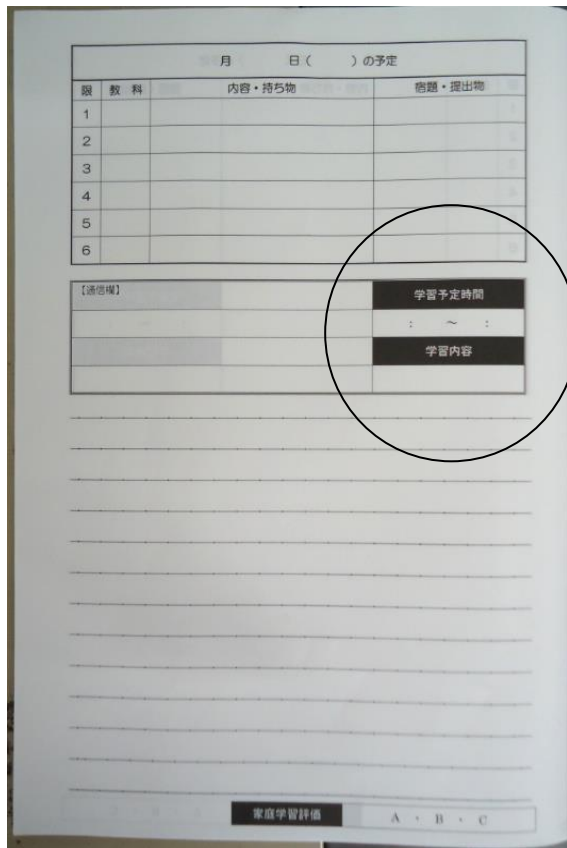 月 日( )の予定
限 教科 内容・持ち物 宿題・提出物
1
2
3
4
5
6
【通信欄】 学習予定時間
: ~ :
学習内容
家庭学習評価 A・B・C